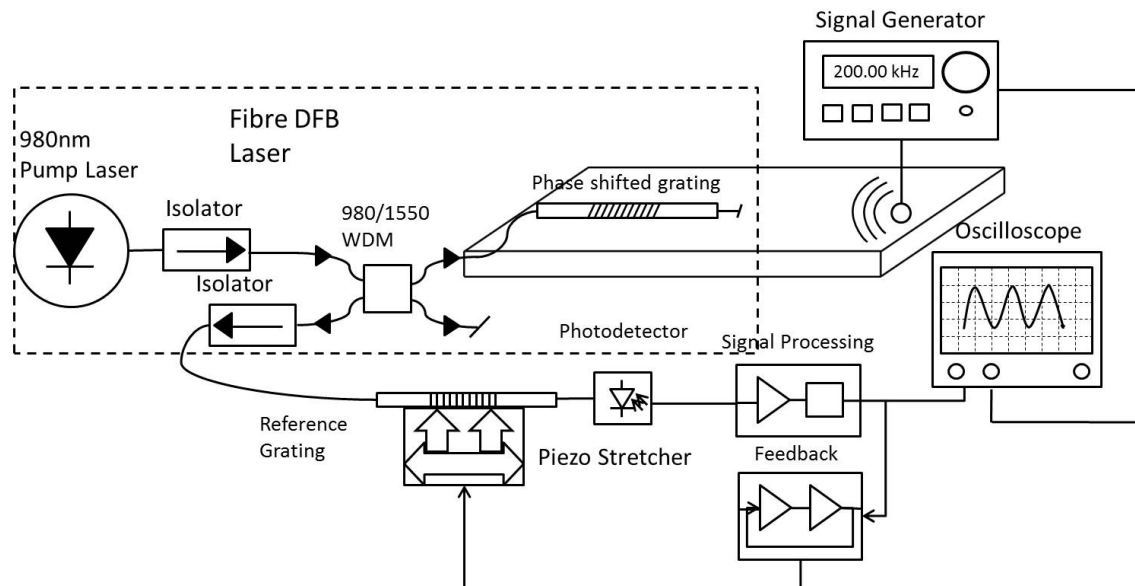 Signal Generator
200.00 kHz
Fibre DFB
Laser
980nm
Pump Laser
Phase shifted grating
Isolator
980/1550
WDM
Oscilloscope
Isolator
Photodetector
Signal Processing
Reference
Grating
Piezo Stretcher
Feedback